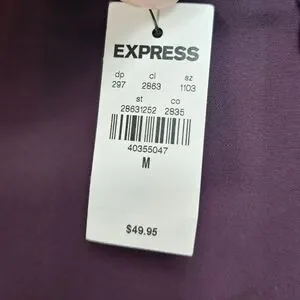 EXPRESS
dp cl sz
297 2863 1103
st co
28631252 2835
40355047
M
$49.95